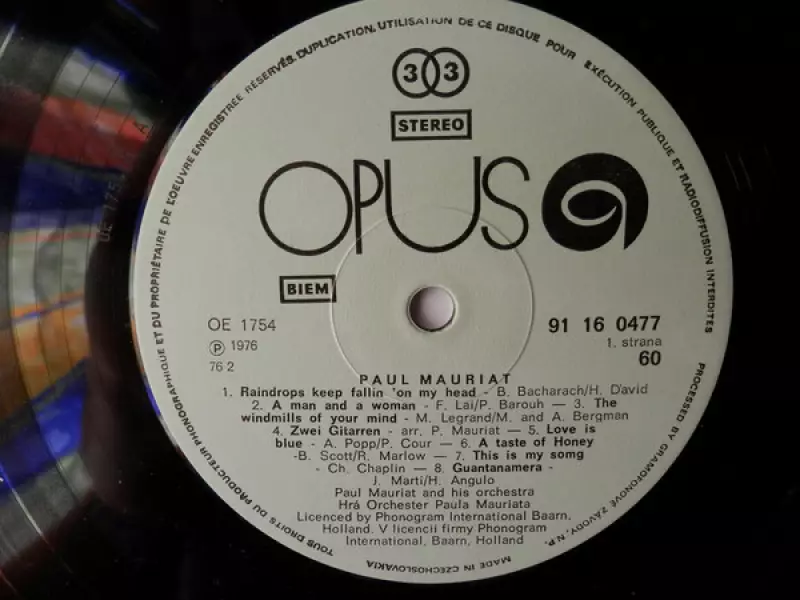 TOUS DROITS DU PRODUCTEUR PHONOGRAPHIQUE ET DU PROPRIÉTAIRE DE L'OEUVRE ENREGISTREE RÉSERVÉS. DUPLICATION, UTILISATION DE CE DISQUE POUR EXÉCUTION PUBLIQUE ET RADIODIFFUSION INTERDITES
33
STEREO
OPUS
BIEM
OE 1754
91 16 0477
Ⓟ 1976
1. strana
76 2
60
PAUL MAURIAT
1. Raindrops keep fallin 'on my head - B. Bacharach/H. David
2. A man and a woman - F. Lai/P. Barouh — 3. The
windmills of your mind - M. Legrand/M. and A. Bergman
4. Zwei Gitarren — arr. P. Mauriat — 5. Love is
blue - A. Popp/P. Cour — 6. A taste of Honey
-B. Scott/R. Marlow — 7. This is my somg
- Ch. Chaplin — 8. Guantanamera -
J. Martí/H. Angulo
Paul Mauriat and his orchestra
Hrá Orchester Paula Mauriata
Licenced by Phonogram International Baarn,
Holland. V licencii firmy Phonogram
International, Baarn, Holland
PROCESSED BY GRAMOFONOVÉ ZÁVODY, N.P.
MADE IN CZECHOSLOVAKIA